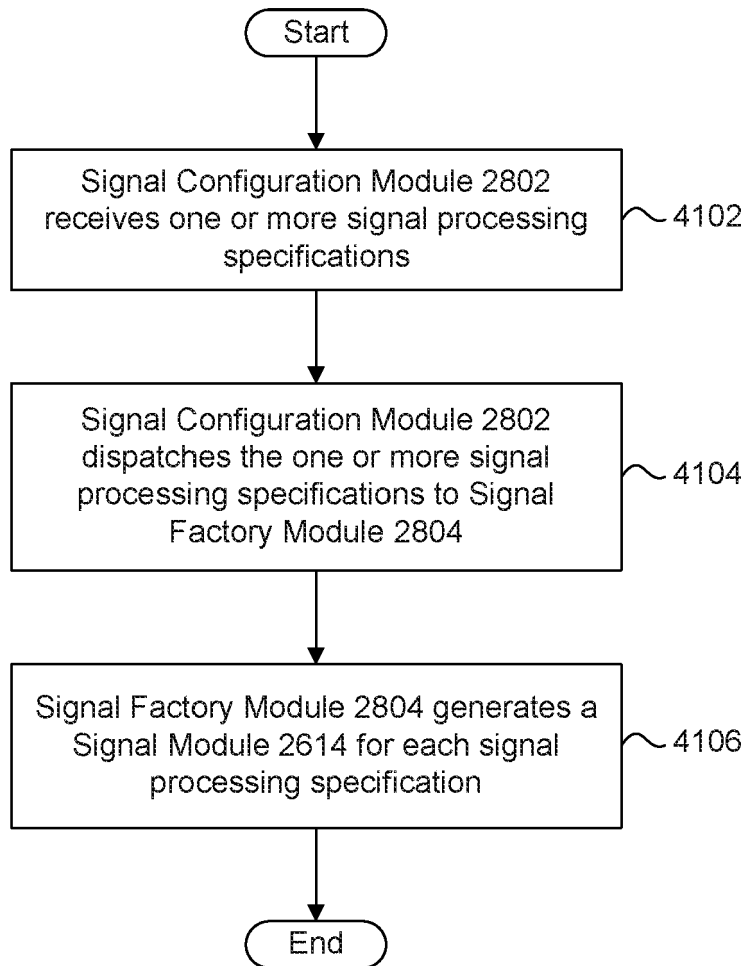 Start
Signal Configuration Module 2802
receives one or more signal processing
specifications
4102
Signal Configuration Module 2802
dispatches the one or more signal
processing specifications to Signal
Factory Module 2804
4104
Signal Factory Module 2804 generates a
Signal Module 2614 for each signal
processing specification
4106
End